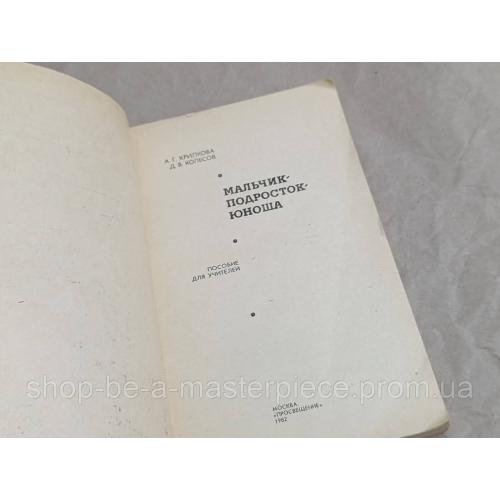 А. Г. ХРИПКОВА
Д. В. КОЛЕСОВ
МАЛЬЧИК-
ПОДРОСТОК-
ЮНОША
ПОСОБИЕ
ДЛЯ УЧИТЕЛЕЙ
shop-be-a-masterpiece.prom.ua
МОСКВА
«ПРОСВЕЩЕНИЕ»
1982